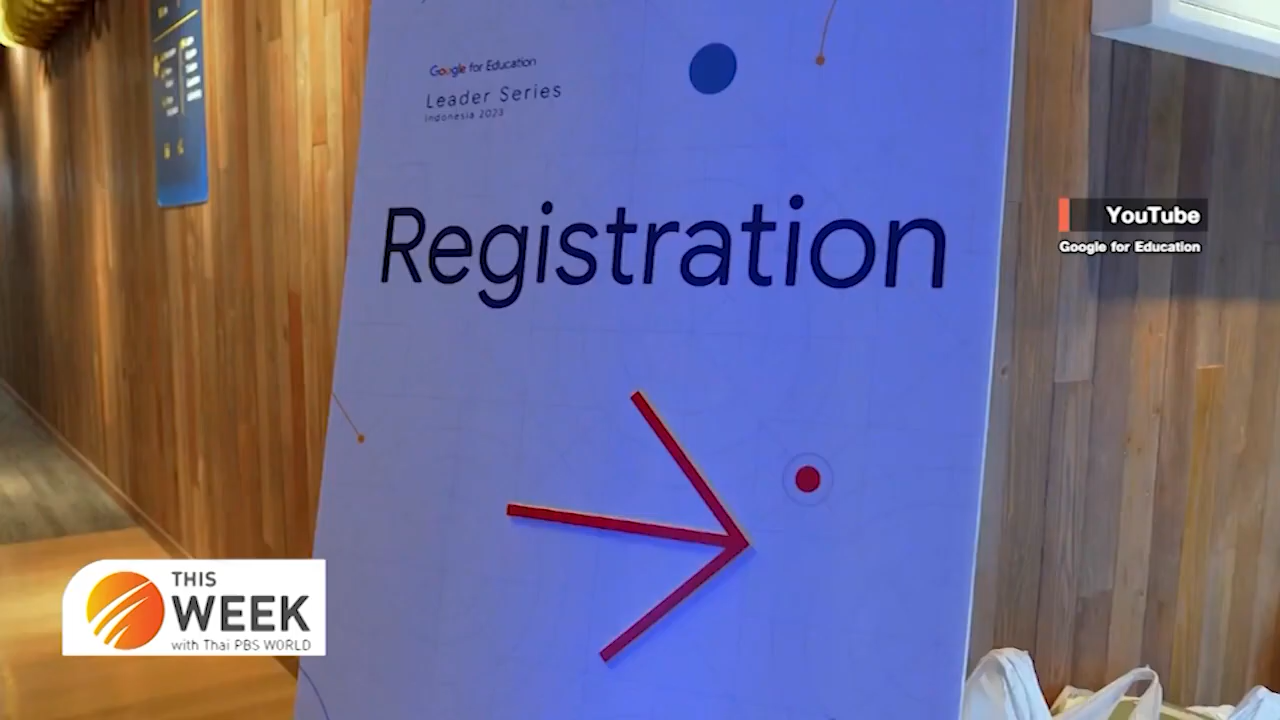 Google for Education
Leader Series
Indonesia 2023
Registration
YouTube
Google for Education
THIS
WEEK
with Thai PBS WORLD